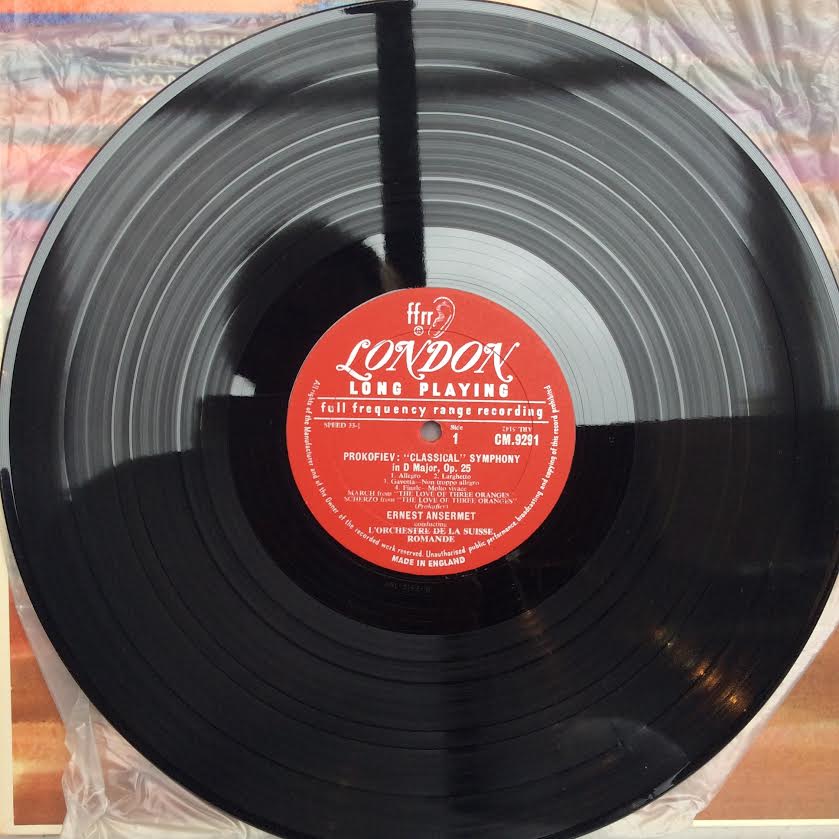 ffrr
LONDON
LONG PLAYING
full frequency range recording
SPEED 33-1
Side
1
CM.9291
PROKOFIEV: "CLASSICAL" SYMPHONY
in D Major, Op. 25
1. Allegro 2. Larghetto
3. Gavotta—Non troppo allegro
4. Finale—Molto vivace
MARCH from "THE LOVE OF THREE ORANGES"
SCHERZO from "THE LOVE OF THREE ORANGES"
(Prokofiev)
ERNEST ANSERMET
conducting
L'ORCHESTRE DE LA SUISSE
ROMANDE
All rights of the Manufacturer and of the Owner of the recorded work reserved. Unauthorised public performance, broadcasting and copying of this record prohibited
MADE IN ENGLAND